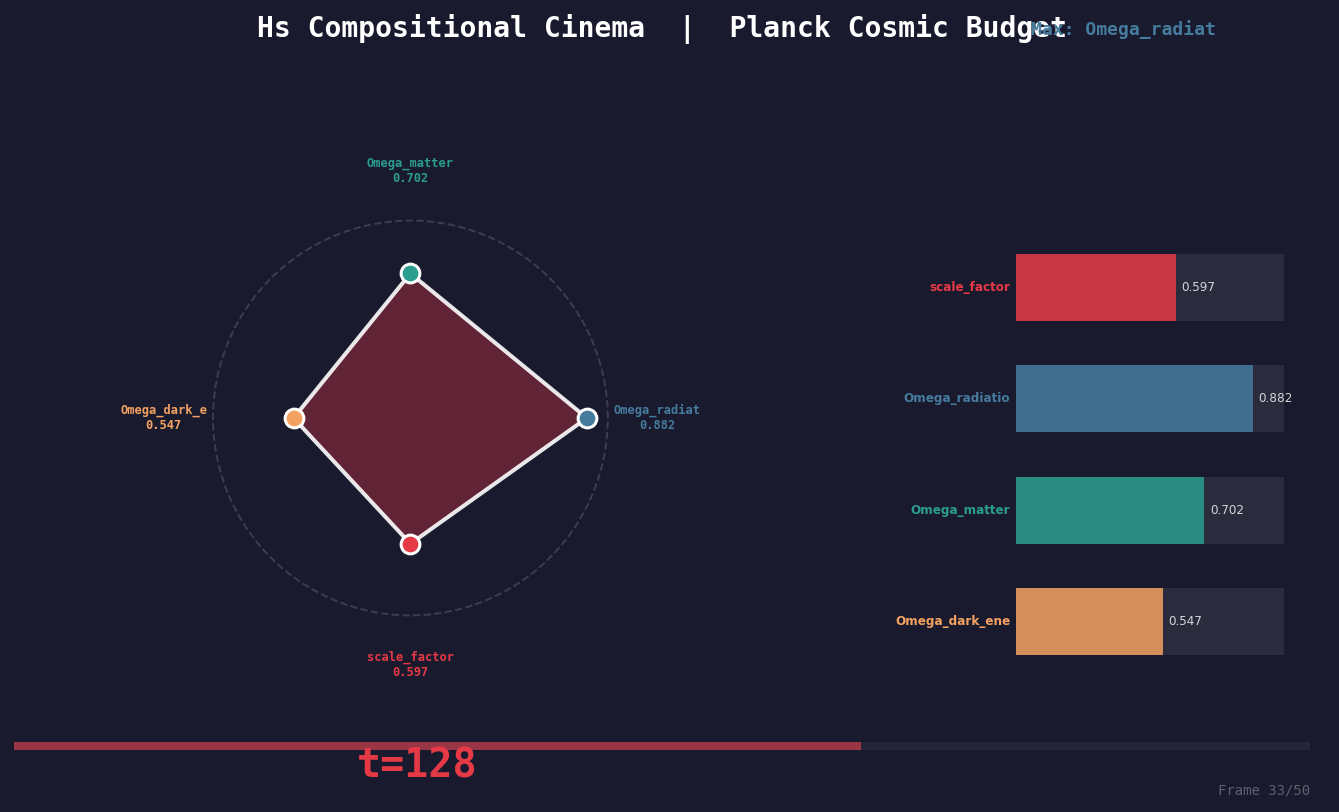 Hs Compositional Cinema | Planck Cosmic Budget
Max: Omega_radiat
Omega_matter
0.702
Omega_dark_e
0.547
Omega_radiat
0.882
scale_factor
0.597
scale_factor
0.597
Omega_radiatio
0.882
Omega_matter
0.702
Omega_dark_ene
0.547
t=128
Frame 33/50